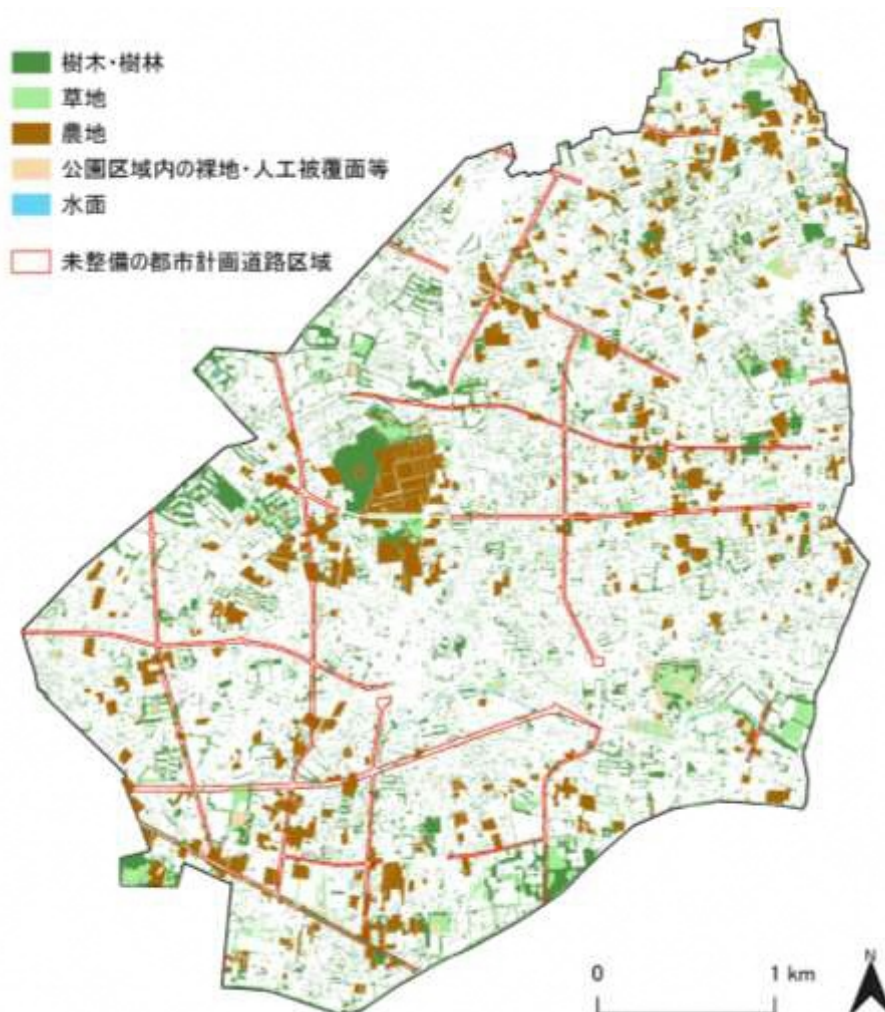 樹木・樹林
草地
農地
公園区域内の裸地・人工被覆面等
水面
未整備の都市計画道路区域
N
0 1 km